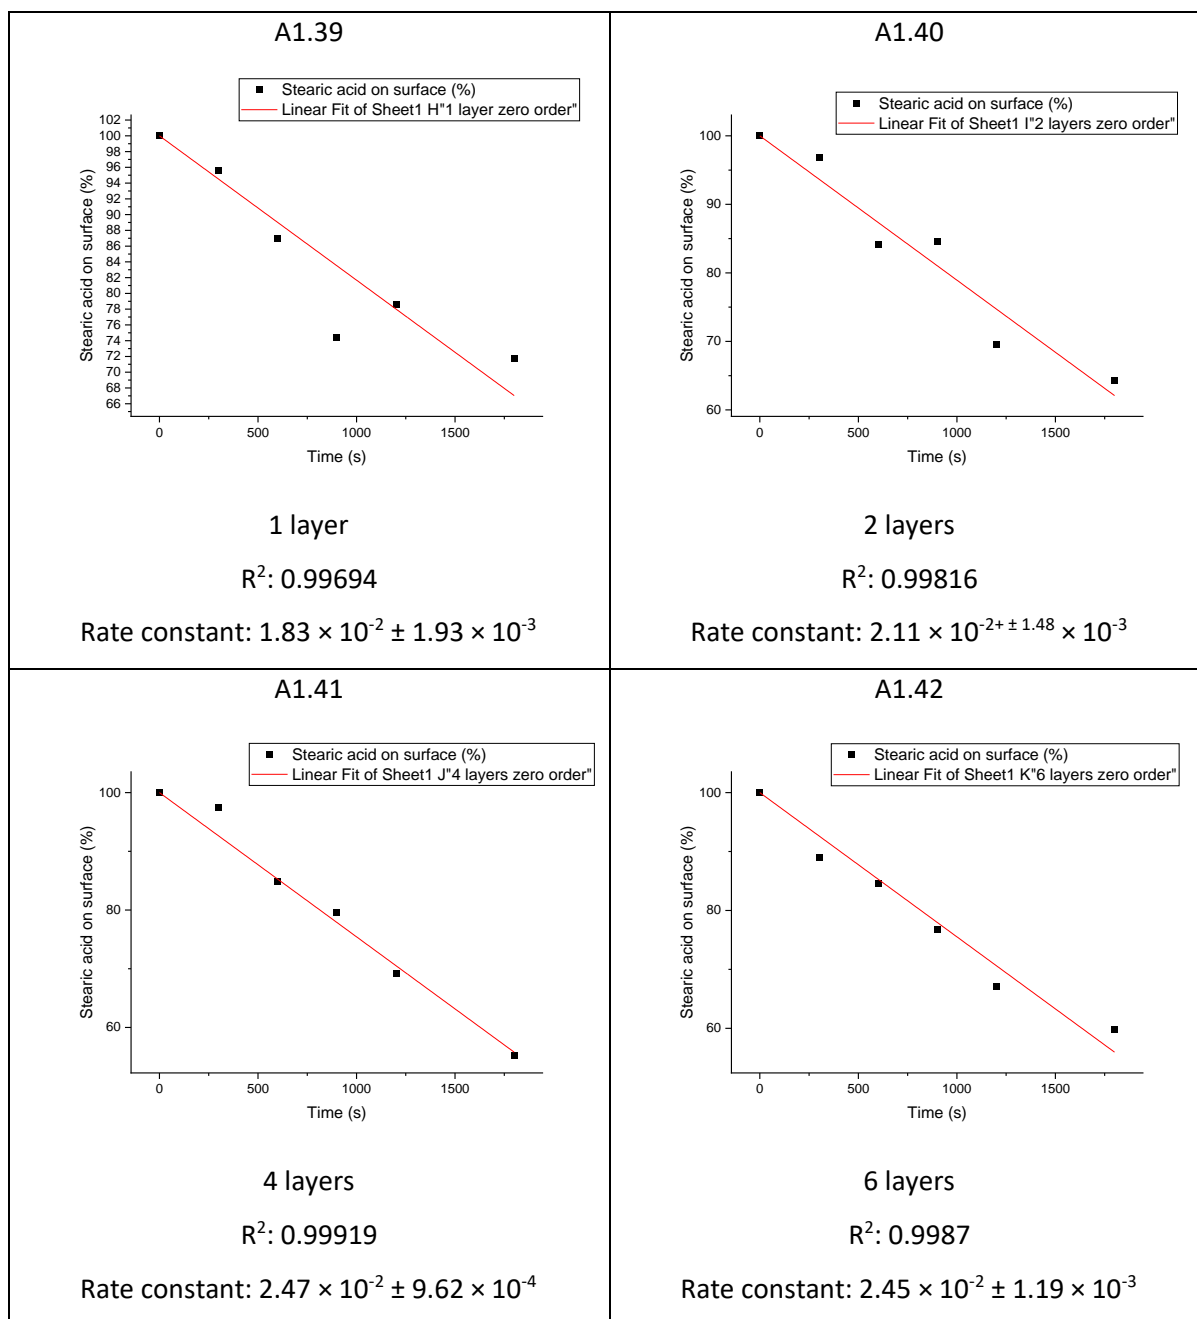 A1.39
Stearic acid on surface (%)
Linear Fit of Sheet1 H"1 layer zero order"
102
100
98
96
94
92
90
88
86
84
82
80
78
76
74
72
70
68
66
Stearic acid on surface (%)
0 500 1000 1500
Time (s)
1 layer
R²: 0.99694
Rate constant: 1.83 × 10⁻² ± 1.93 × 10⁻³
A1.40
Stearic acid on surface (%)
Linear Fit of Sheet1 I"2 layers zero order"
100
90
80
70
60
Stearic acid on surface (%)
0 500 1000 1500
Time (s)
2 layers
R²: 0.99816
Rate constant: 2.11 × 10⁻²⁺ ± 1.48 × 10⁻³
A1.41
Stearic acid on surface (%)
Linear Fit of Sheet1 J"4 layers zero order"
100
80
60
Stearic acid on surface (%)
0 500 1000 1500
Time (s)
4 layers
R²: 0.99919
Rate constant: 2.47 × 10⁻² ± 9.62 × 10⁻⁴
A1.42
Stearic acid on surface (%)
Linear Fit of Sheet1 K"6 layers zero order"
100
80
60
Stearic acid on surface (%)
0 500 1000 1500
Time (s)
6 layers
R²: 0.9987
Rate constant: 2.45 × 10⁻² ± 1.19 × 10⁻³